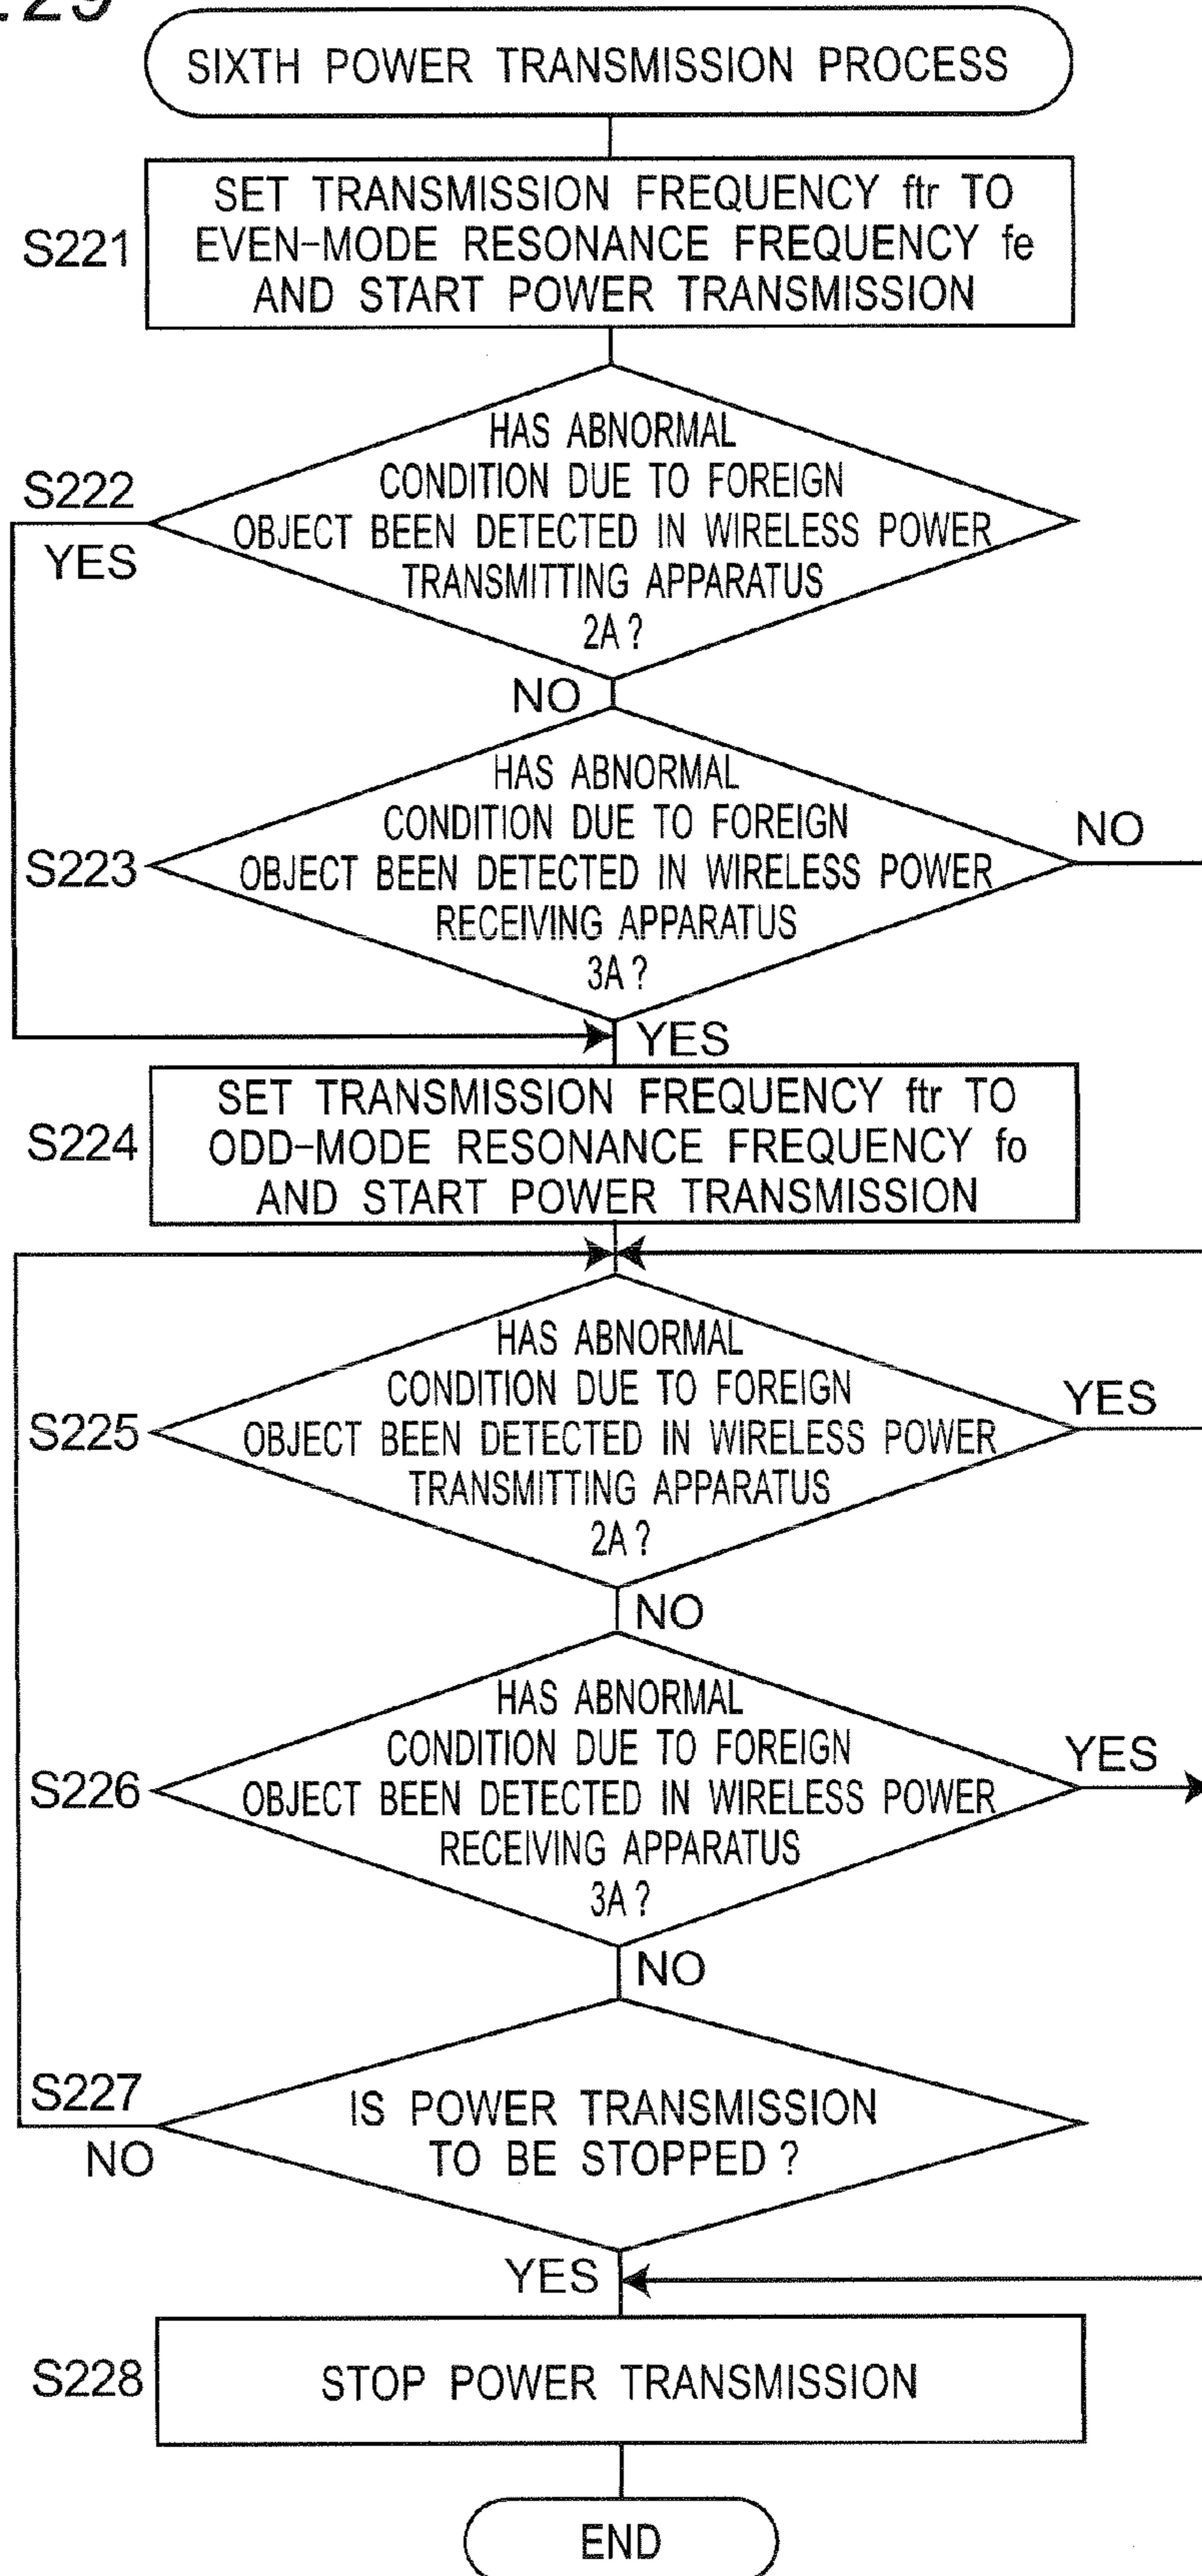 29
SIXTH POWER TRANSMISSION PROCESS
SET TRANSMISSION FREQUENCY ftr TO
EVEN-MODE RESONANCE FREQUENCY fe
AND START POWER TRANSMISSION
S221
HAS ABNORMAL
CONDITION DUE TO FOREIGN
OBJECT BEEN DETECTED IN WIRELESS POWER
TRANSMITTING APPARATUS
2A ?
S222
YES
NO
HAS ABNORMAL
CONDITION DUE TO FOREIGN
OBJECT BEEN DETECTED IN WIRELESS POWER
RECEIVING APPARATUS
3A ?
S223
NO
YES
SET TRANSMISSION FREQUENCY ftr TO
ODD-MODE RESONANCE FREQUENCY fo
AND START POWER TRANSMISSION
S224
HAS ABNORMAL
CONDITION DUE TO FOREIGN
OBJECT BEEN DETECTED IN WIRELESS POWER
TRANSMITTING APPARATUS
2A ?
S225
YES
NO
HAS ABNORMAL
CONDITION DUE TO FOREIGN
OBJECT BEEN DETECTED IN WIRELESS POWER
RECEIVING APPARATUS
3A ?
S226
YES
NO
S227
NO
IS POWER TRANSMISSION
TO BE STOPPED ?
YES
S228
STOP POWER TRANSMISSION
END